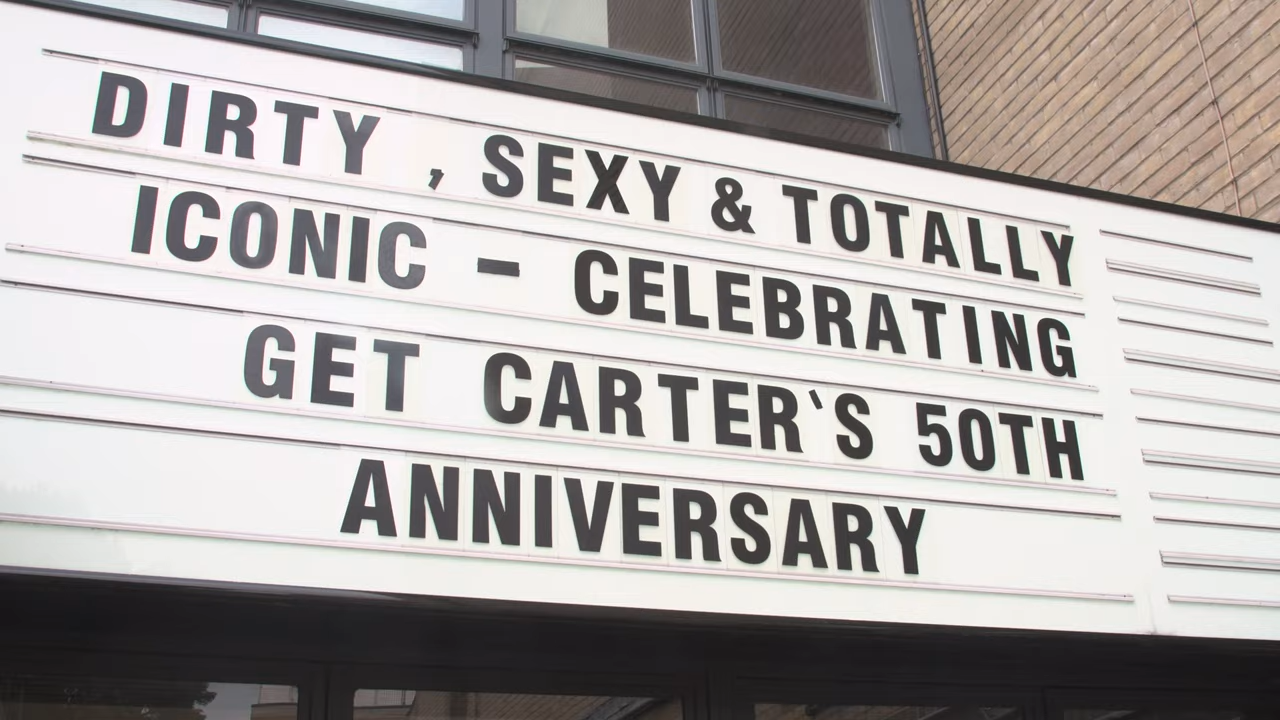 DIRTY , SEXY & TOTALLY
ICONIC - CELEBRATING
GET CARTER`S 50TH
ANNIVERSARY